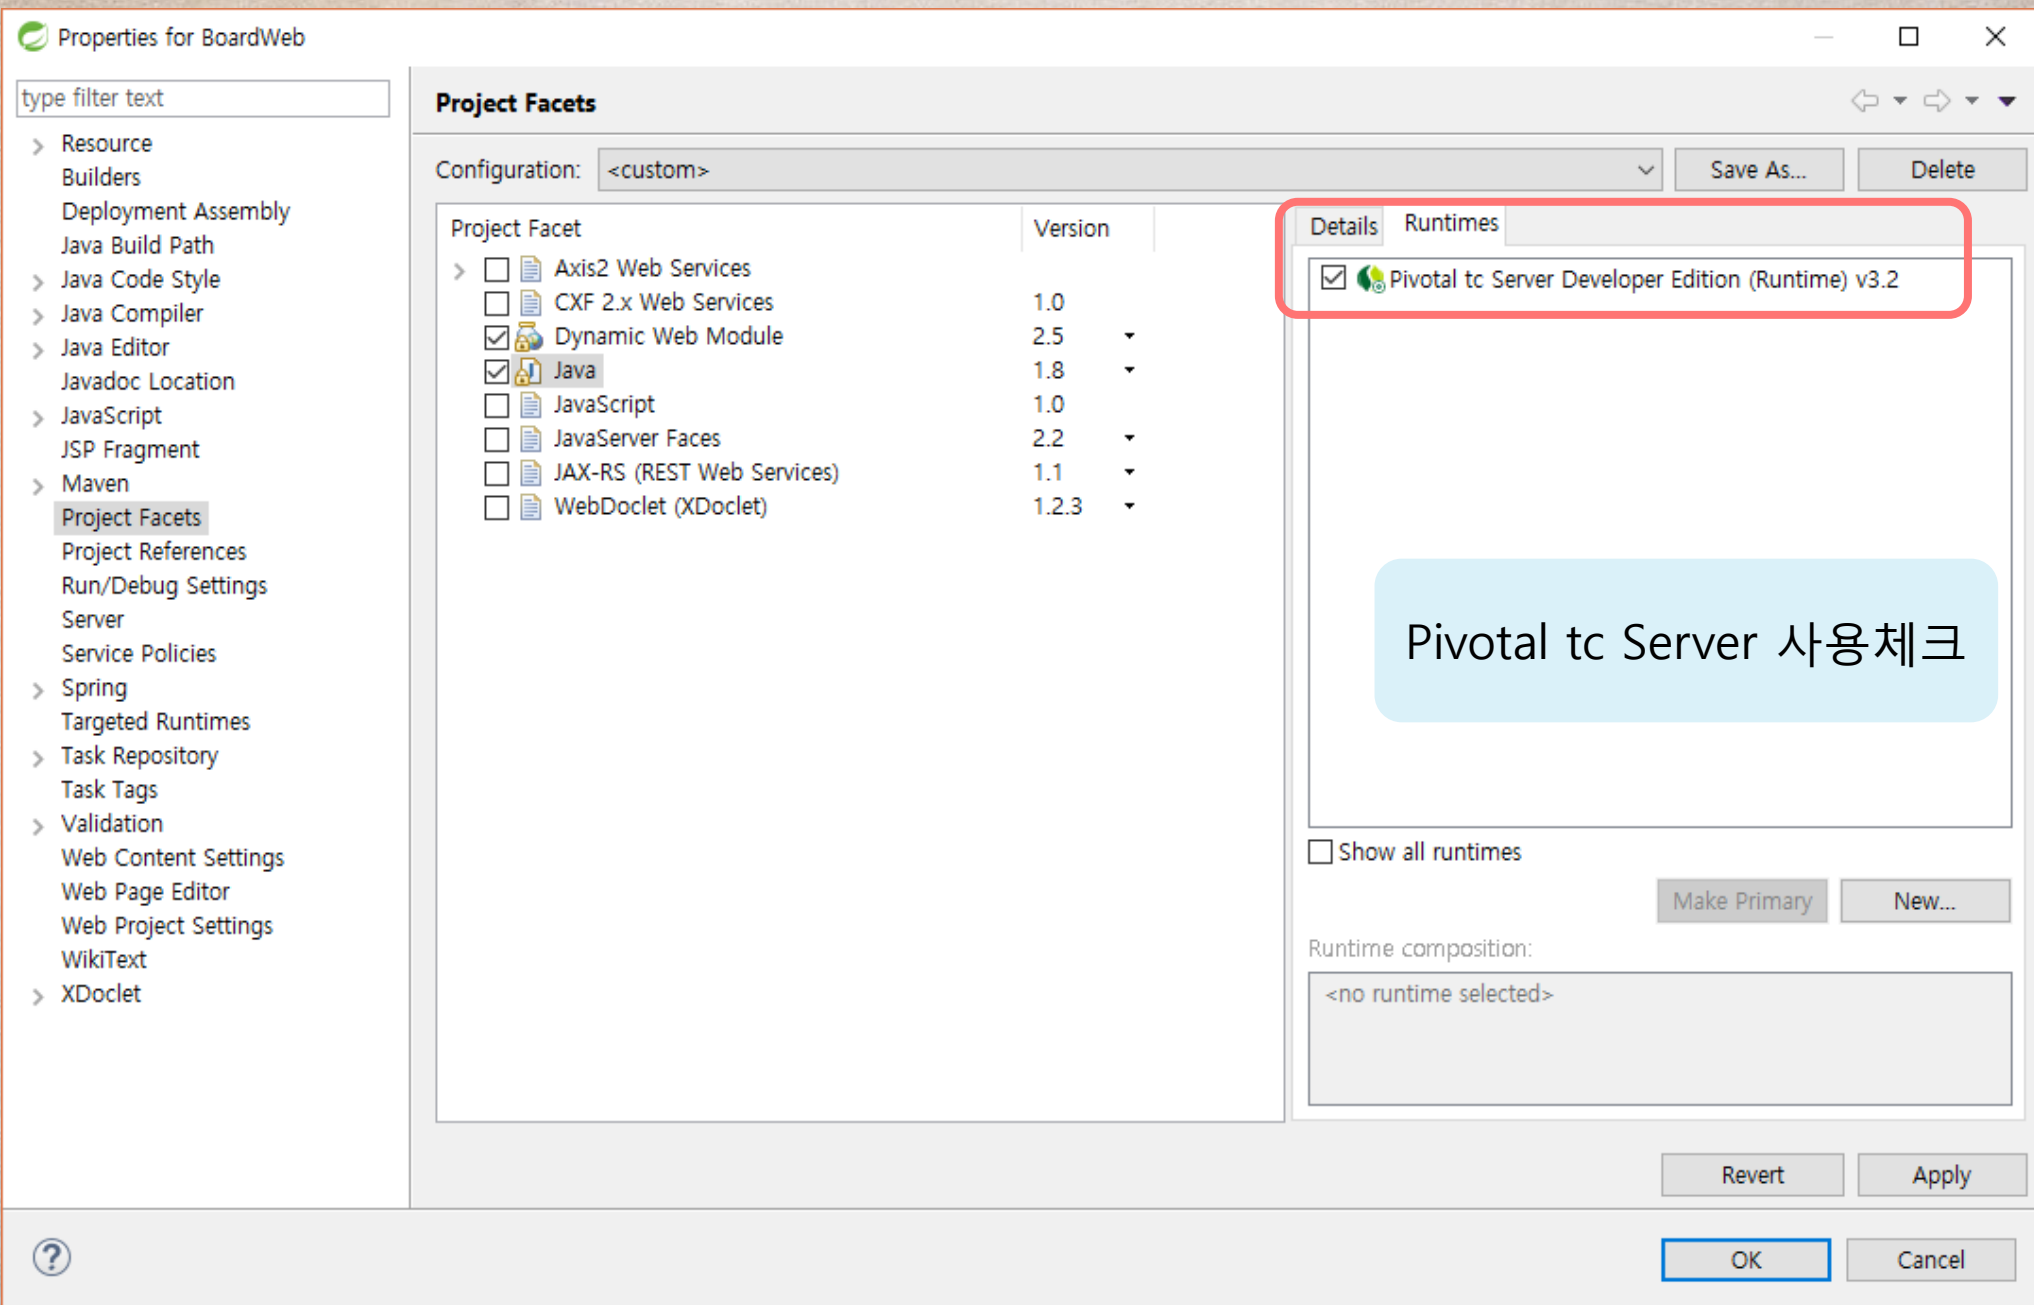 Properties for BoardWeb
type filter text
Resource
Builders
Deployment Assembly
Java Build Path
Java Code Style
Java Compiler
Java Editor
Javadoc Location
JavaScript
JSP Fragment
Maven
Project Facets
Project References
Run/Debug Settings
Server
Service Policies
Spring
Targeted Runtimes
Task Repository
Task Tags
Validation
Web Content Settings
Web Page Editor
Web Project Settings
WikiText
XDoclet
Project Facets
Configuration: <custom> Save As... Delete
Project Facet Version
Axis2 Web Services
CXF 2.x Web Services 1.0
Dynamic Web Module 2.5
Java 1.8
JavaScript 1.0
JavaServer Faces 2.2
JAX-RS (REST Web Services) 1.1
WebDoclet (XDoclet) 1.2.3
Details Runtimes
Pivotal tc Server Developer Edition (Runtime) v3.2
Pivotal tc Server 사용체크
Show all runtimes
Make Primary New...
Runtime composition:
<no runtime selected>
Revert Apply
OK Cancel